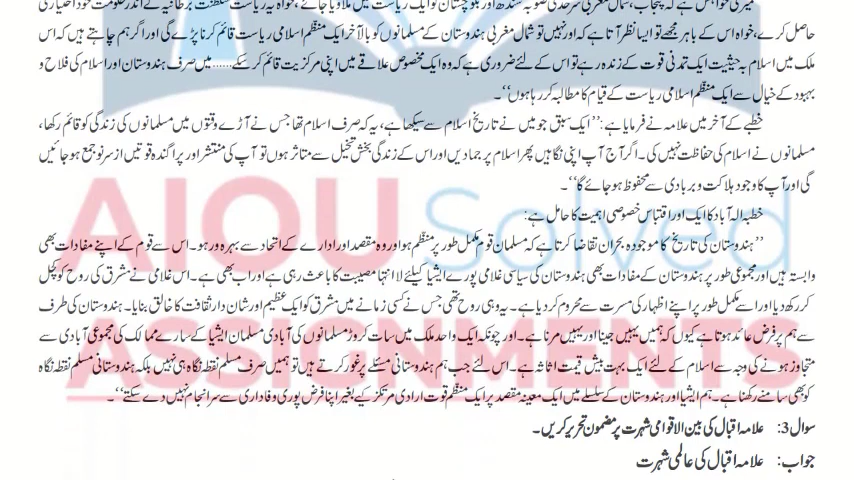 میری خواہش ہے کہ پنجاب، شمال مغربی سرحدی صوبہ سندھ اور بلوچستان کو ایک ریاست میں ملا دیا جائے، خواہ یہ ریاست سلطنت برطانیہ کے اندر حکومت خود اختیاری
حاصل کرے، خواہ اس کے باہر مجھے تو ایسا نظر آتا ہے کہ اور نہیں تو شمال مغربی ہندوستان کے مسلمانوں کو بالآخر ایک منظم اسلامی ریاست قائم کرنا پڑے گی اور اگر ہم چاہتے ہیں کہ اس
ملک میں اسلام بہ حیثیت ایک تمدنی قوت کے زندہ رہے تو اس کے لئے ضروری ہے کہ وہ ایک مخصوص علاقے میں اپنی مرکزیت قائم کر سکے...... میں صرف ہندوستان اور اسلام کی فلاح و
بہبود کے خیال سے ایک منظم اسلامی ریاست کے قیام کا مطالبہ کر رہا ہوں‘‘۔
خطبے کے آخر میں علامہ نے فرمایا ہے: ’’ایک سبق جو میں نے تاریخ اسلام سے سیکھا ہے، یہ کہ صرف اسلام تھا جس نے آڑے وقتوں میں مسلمانوں کی زندگی کو قائم رکھا،
مسلمانوں نے اسلام کی حفاظت نہیں کی۔ اگر آج آپ اپنی نگاہیں پھر اسلام پر جما دیں اور اس کے زندگی بخش تخیل سے متاثر ہوں تو آپ کی منتشر اور پراگندہ قوتیں از سر نو جمع ہو جائیں
گی اور آپ کا وجود ہلاکت و بربادی سے محفوظ ہو جائے گا‘‘۔
خطبہ الہ آباد کا ایک اور اقتباس خصوصی اہمیت کا حامل ہے:
’’ہندوستان کی تاریخ کا موجودہ بحران تقاضا کرتا ہے کہ مسلمان قوم مکمل طور پر منظم ہو اور وہ مقصد اور ارادے کے اتحاد سے بہرہ ور ہو۔ اس سے قوم کے اپنے مفادات بھی
وابستہ ہیں اور مجموعی طور پر ہندوستان کے مفادات بھی ہندوستان کی سیاسی غلامی پورے ایشیا کیلئے لا انتہا مصیبت کا باعث رہی ہے اور اب بھی ہے۔ اس غلامی نے مشرق کی روح کو کچل
کر رکھ دیا اور اسے مکمل طور پر اپنے اظہار کی مسرت سے محروم کر دیا ہے۔ یہ وہی روح تھی جس نے کسی زمانے میں مشرق کو ایک عظیم اور شان دار ثقافت کا خالق بنایا۔ ہندوستان کی طرف
سے ہم پر فرض عائد ہوتا ہے کیوں کہ ہمیں یہیں جینا اور یہیں مرنا ہے۔ اور چونکہ ایک واحد ملک میں سات کروڑ مسلمانوں کی آبادی مسلمان ایشیا کے سارے ممالک کی مجموعی آبادی سے
متجاوز ہونے کی وجہ سے اسلام کے لئے ایک بہت بیش قیمت اثاثہ ہے۔ اس لئے جب ہم ہندوستانی مسئلے پر غور کرتے ہیں تو ہمیں صرف مسلم نقطہ نگاہ ہی نہیں بلکہ ہندوستانی مسلم نقطہ نگاہ
کو بھی سامنے رکھنا ہے۔ ہم ایشیا اور ہندوستان کے سلسلے میں ایک معینہ مقصد پر ایک منظم قوت ارادی مرتکز کیے بغیر اپنا فرض پوری وفاداری سے سر انجام نہیں دے سکتے‘‘۔
سوال 3: علامہ اقبال کی بین الاقوامی شہرت پر مضمون تحریر کریں۔
جواب: علامہ اقبال کی عالمی شہرت
AIOU Solved
ASSIGNMENTS